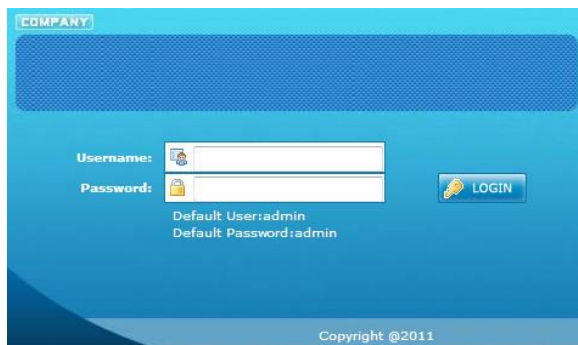 COMPANY
Username:
Password:
LOGIN
Default User:admin
Default Password:admin
Copyright @2011